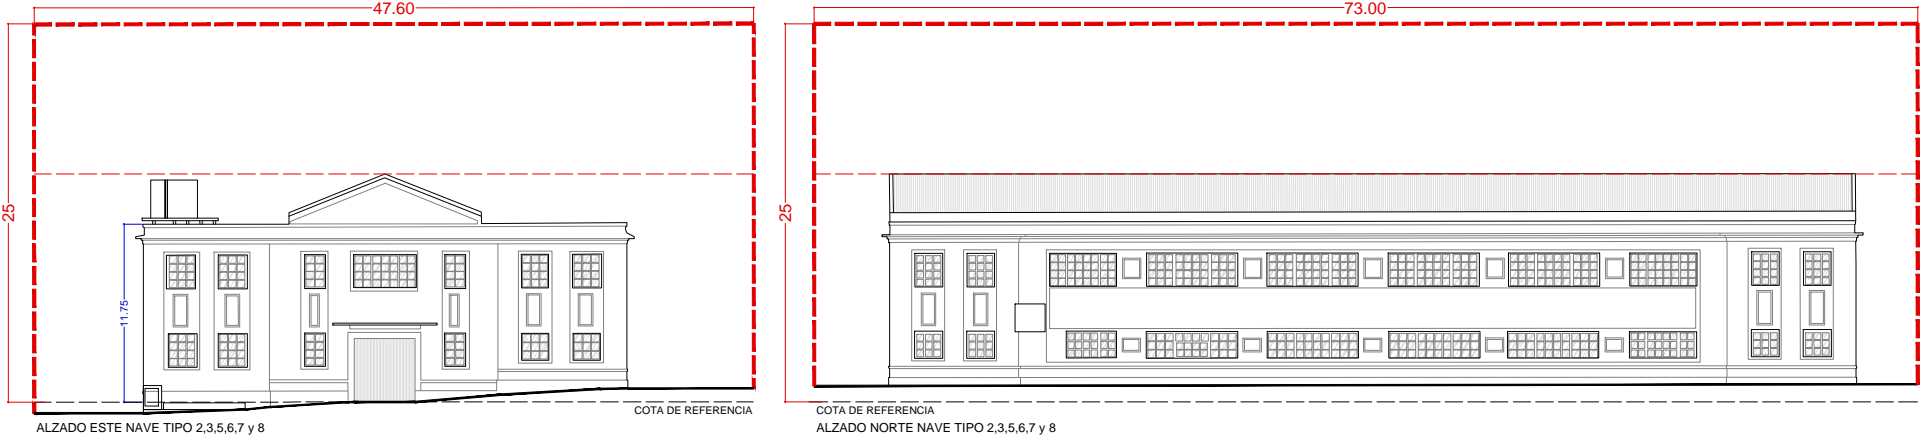 47.60
73.00
25
25
11.75
COTA DE REFERENCIA
COTA DE REFERENCIA
ALZADO ESTE NAVE TIPO 2,3,5,6,7 y 8
ALZADO NORTE NAVE TIPO 2,3,5,6,7 y 8